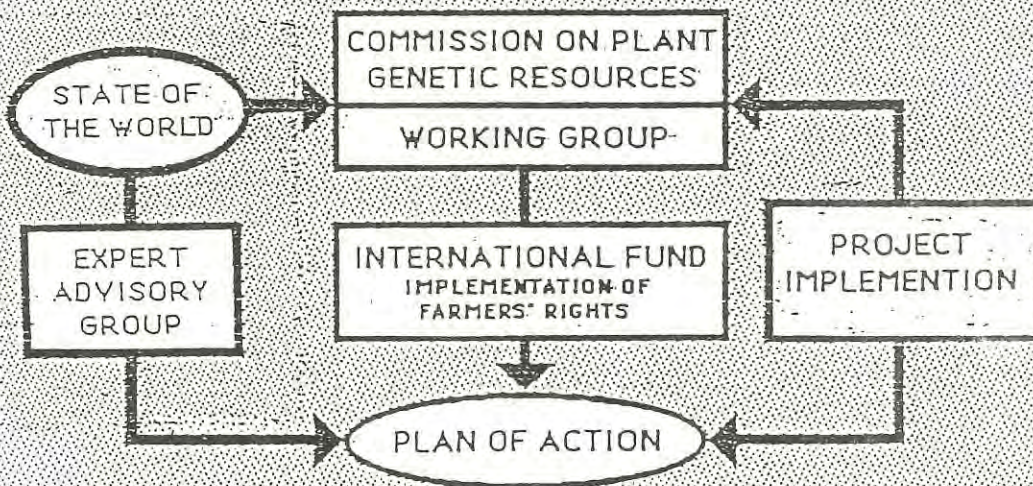 COMMISSION ON PLANT
GENETIC RESOURCES
WORKING GROUP
STATE OF
THE WORLD
EXPERT
ADVISORY
GROUP
INTERNATIONAL FUND
IMPLEMENTATION OF
FARMERS' RIGHTS
PROJECT
IMPLEMENTION
PLAN OF ACTION